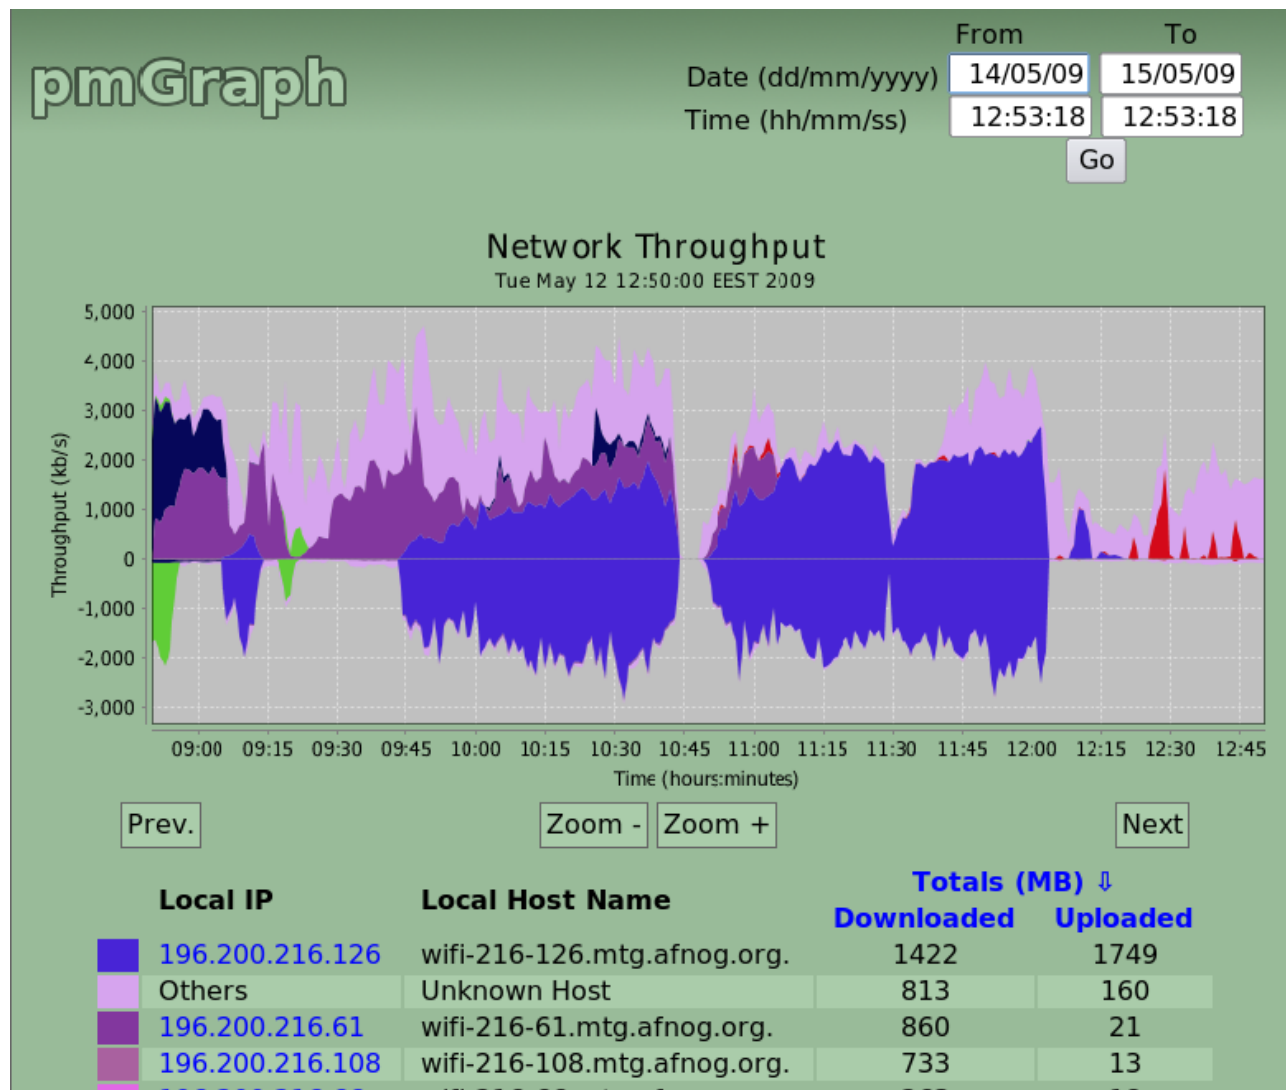 pmGraph
From To
Date (dd/mm/yyyy) 14/05/09 15/05/09
Time (hh/mm/ss) 12:53:18 12:53:18
Go
Network Throughput
Tue May 12 12:50:00 EEST 2009
5,000
4,000
3,000
2,000
1,000
0
-1,000
-2,000
-3,000
Throughput (kb/s)
09:00 09:15 09:30 09:45 10:00 10:15 10:30 10:45 11:00 11:15 11:30 11:45 12:00 12:15 12:30 12:45
Time (hours:minutes)
Prev. Zoom - Zoom + Next
Totals (MB) ⇩
Local IP Local Host Name Downloaded Uploaded
196.200.216.126 wifi-216-126.mtg.afnog.org. 1422 1749
Others Unknown Host 813 160
196.200.216.61 wifi-216-61.mtg.afnog.org. 860 21
196.200.216.108 wifi-216-108.mtg.afnog.org. 733 13